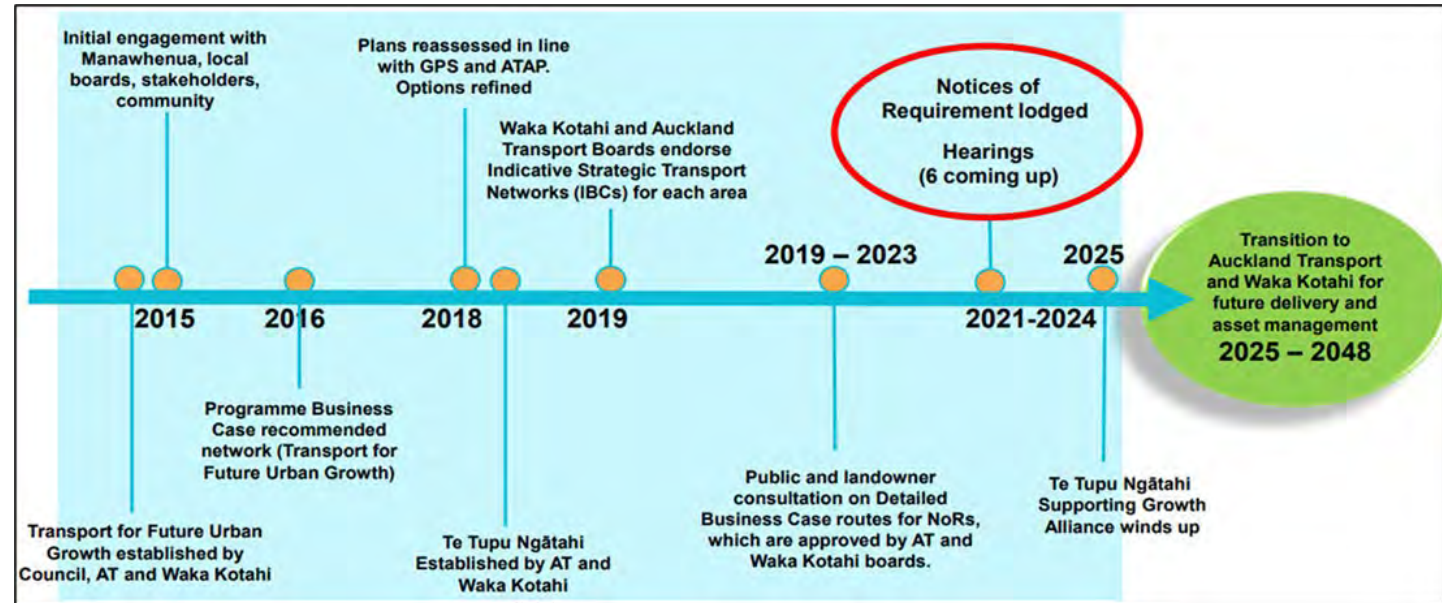 Initial engagement with
Manawhenua, local
boards, stakeholders,
community
Plans reassessed in line
with GPS and ATAP.
Options refined
Waka Kotahi and Auckland
Transport Boards endorse
Indicative Strategic Transport
Networks (IBCs) for each area
Notices of
Requirement lodged
Hearings
(6 coming up)
2019 – 2023
2025
2015
2016
2018
2019
2021-2024
Transition to
Auckland Transport
and Waka Kotahi for
future delivery and
asset management
2025 – 2048
Transport for Future Urban
Growth established by
Council, AT and Waka Kotahi
Programme Business
Case recommended
network (Transport for
Future Urban Growth)
Te Tupu Ngātahi
Established by AT and
Waka Kotahi
Public and landowner
consultation on Detailed
Business Case routes for NoRs,
which are approved by AT and
Waka Kotahi boards.
Te Tupu Ngātahi
Supporting Growth
Alliance winds up